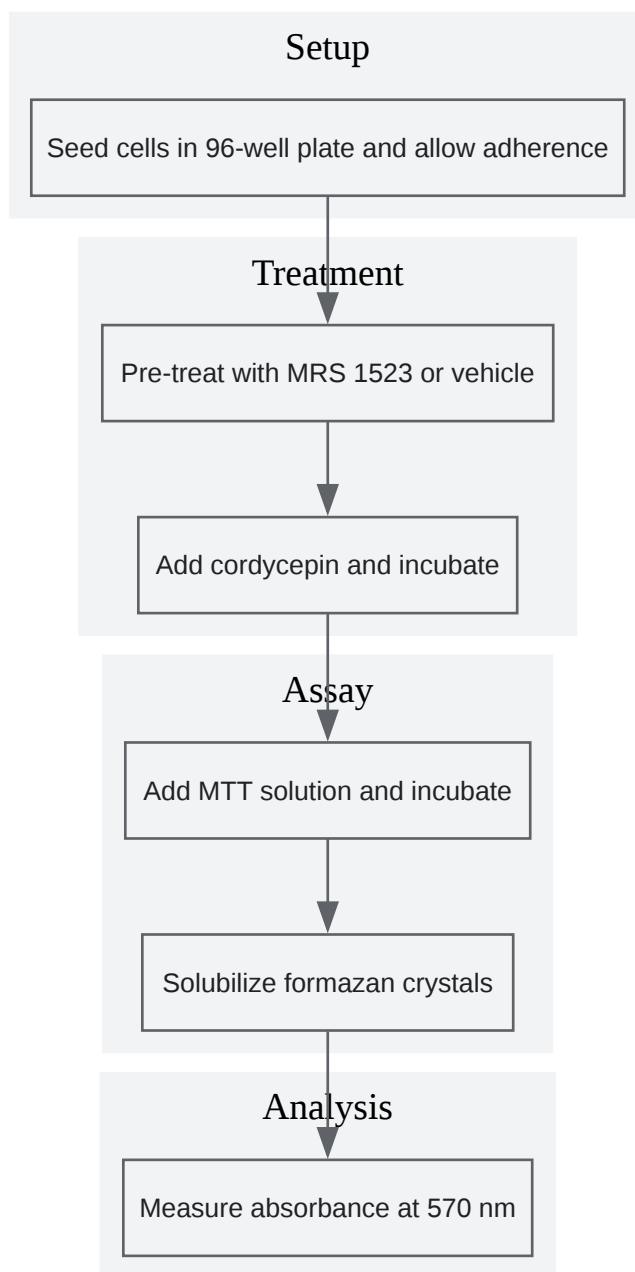 Setup
Seed cells in 96-well plate and allow adherence
Treatment
Pre-treat with MRS 1523 or vehicle
Add cordycepin and incubate
Assay
Add MTT solution and incubate
Solubilize formazan crystals
Analysis
Measure absorbance at 570 nm